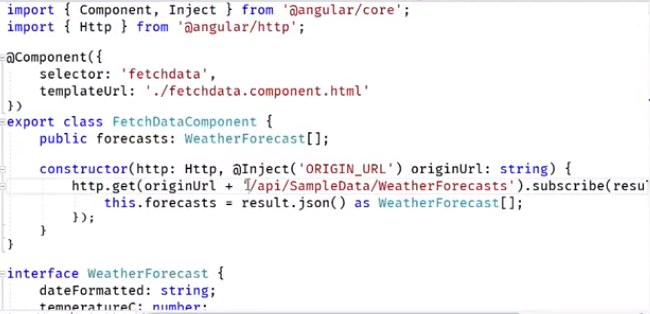 import { Component, Inject } from '@angular/core';
import { Http } from '@angular/http';
@Component({
    selector: 'fetchdata',
    templateUrl: './fetchdata.component.html'
})
export class FetchDataComponent {
    public forecasts: WeatherForecast[];
    constructor(http: Http, @Inject('ORIGIN_URL') originUrl: string) {
        http.get(originUrl + '/api/SampleData/WeatherForecasts').subscribe(resu
            this.forecasts = result.json() as WeatherForecast[];
        });
    }
}
interface WeatherForecast {
    dateFormatted: string;
    temperatureC: number;